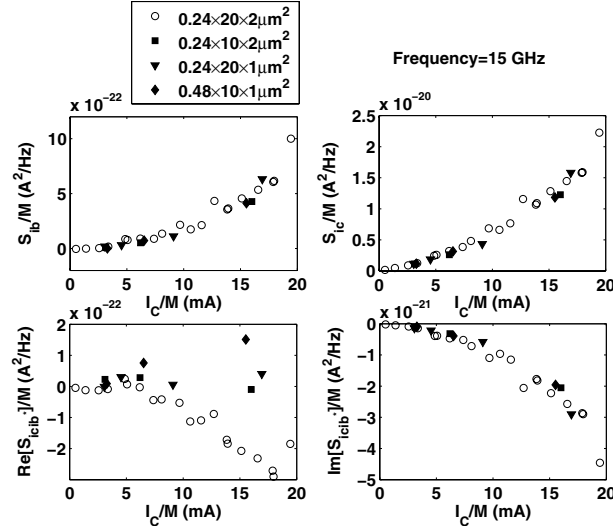 0.24×20×2μm²
0.24×10×2μm²
0.24×20×1μm²
0.48×10×1μm²
Frequency=15 GHz
x 10⁻²²
10
5
0
S_ib/M (A²/Hz)
0 5 10 15 20
I_C/M (mA)
x 10⁻²⁰
2.5
2
1.5
1
0.5
0
S_ic/M (A²/Hz)
0 5 10 15 20
I_C/M (mA)
x 10⁻²²
2
1
0
−1
−2
Re[S_icib*]/M (A²/Hz)
0 5 10 15 20
I_C/M (mA)
x 10⁻²¹
0
−1
−2
−3
−4
−5
Im[S_icib*]/M (A²/Hz)
0 5 10 15 20
I_C/M (mA)